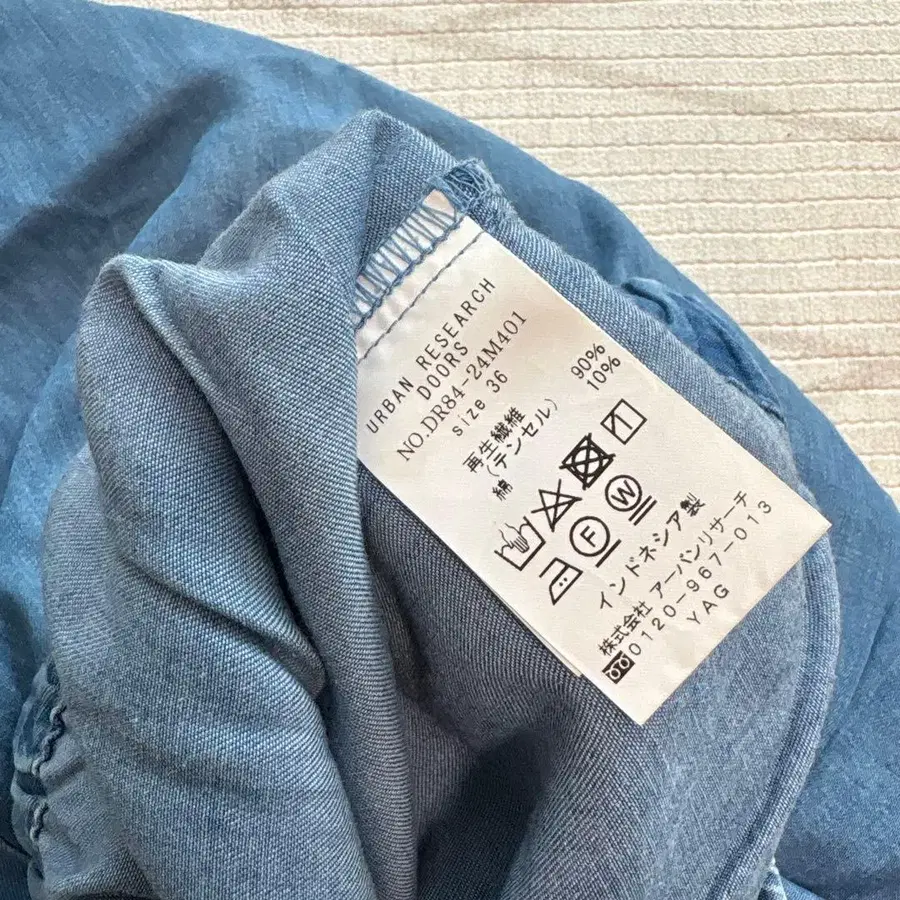 URBAN RESEARCH
DOORS
NO.DR84-24M401
size 36
再生繊維 90%
(テンセル) 10%
綿
F W
インドネシア製
株式会社 アーバンリサーチ
0120-967-013
YAG